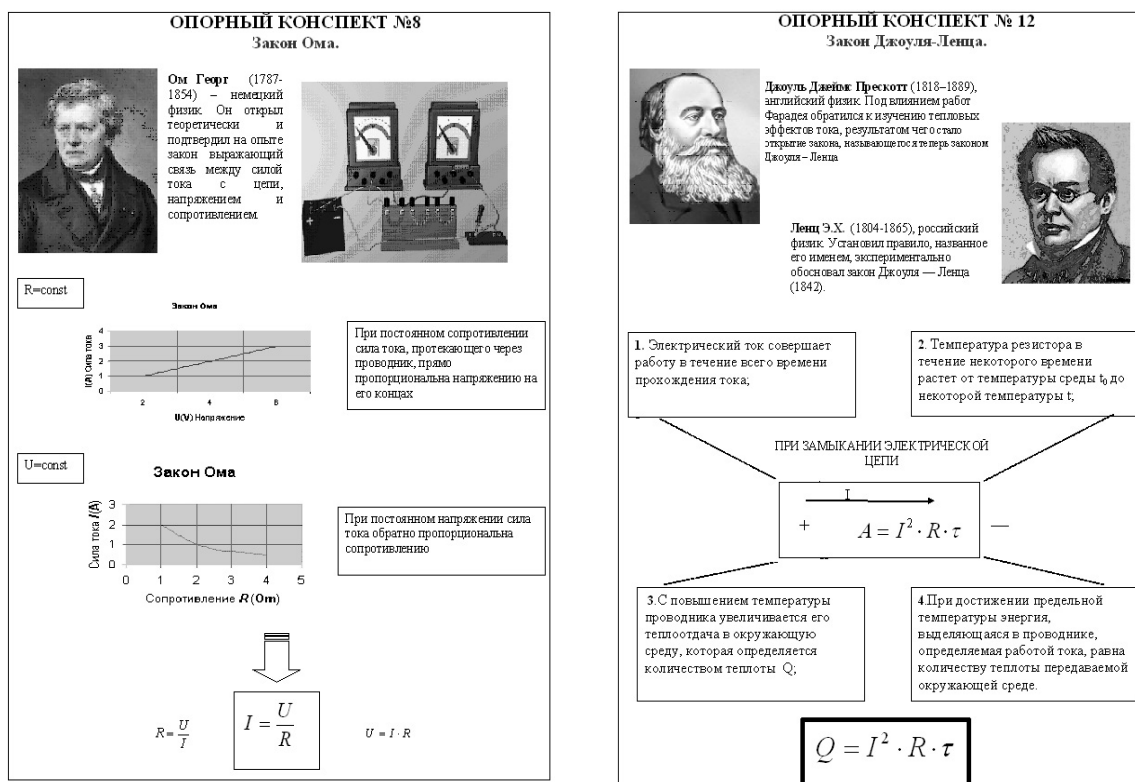 ОПОРНЫЙ КОНСПЕКТ №8
Закон Ома.
Ом Георг (1787-
1854) – немецкий
физик. Он открыл
теоретически и
подтвердил на опыте
закон выражающий
связь между силой
тока с цепи,
напряжением и
сопротивлением.
R=const
Закон Ома
I(A) Сила тока
4
3
2
1
0
2 4 8
U(V) Напряжение
При постоянном сопротивлении
сила тока, протекающего через
проводник, прямо
пропорциональна напряжению на
его концах
U=const
Закон Ома
Сила тока I(A)
3
2
1
0
0 1 2 3 4 5
Сопротивление R (Om)
При постоянном напряжении сила
тока обратно пропорциональна
сопротивлению
R=U/I
I=U/R
U=I·R
ОПОРНЫЙ КОНСПЕКТ № 12
Закон Джоуля-Ленца.
Джоуль Джеймс Прескотт (1818–1889),
английский физик. Под влиянием работ
Фарадея обратился к изучению тепловых
эффектов тока, результатом чего стало
открытие закона, называющегося теперь законом
Джоуля – Ленца
Ленц Э.Х. (1804-1865), российский
физик. Установил правило, названное
его именем, экспериментально
обосновал закон Джоуля — Ленца
(1842).
1. Электрический ток совершает
работу в течение всего времени
прохождения тока;
2. Температура резистора в
течение некоторого времени
растет от температуры среды t₀ до
некоторой температуры t;
ПРИ ЗАМЫКАНИИ ЭЛЕКТРИЧЕСКОЙ
ЦЕПИ
I
+ A = I² · R · τ —
3.С повышением температуры
проводника увеличивается его
теплоотдача в окружающую
среду, которая определяется
количеством теплоты Q;
4.При достижении предельной
температуры энергия,
выделяющаяся в проводнике,
определяемая работой тока, равна
количеству теплоты передаваемой
окружающей среде.
Q = I² · R · τ